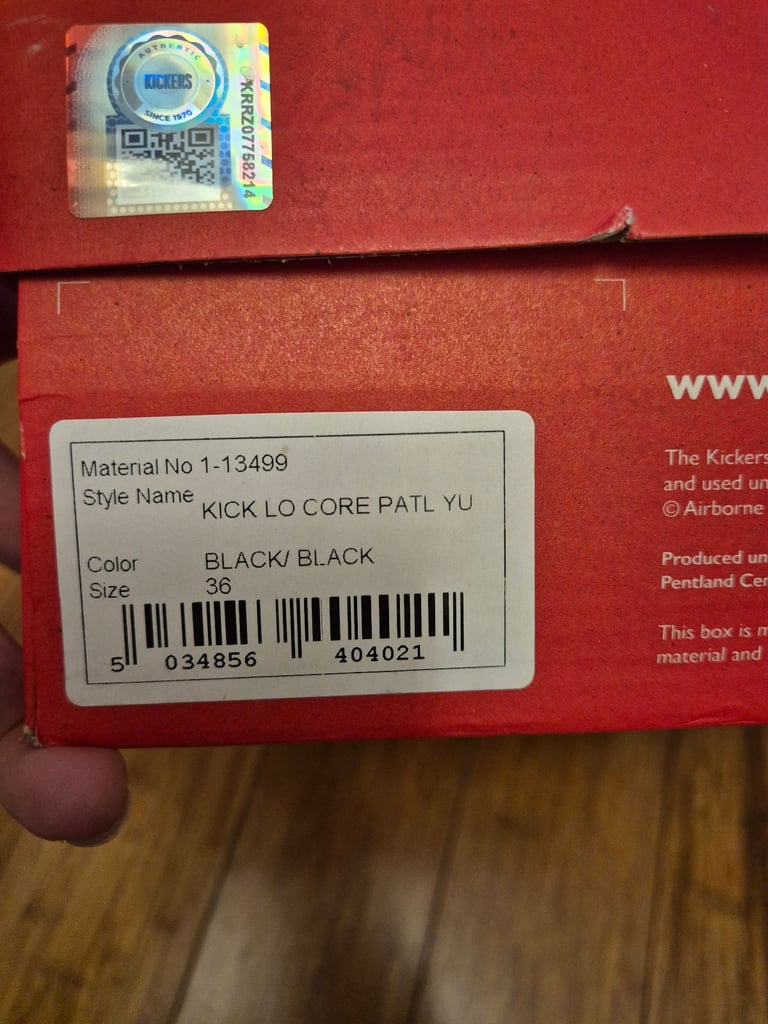 AUTHENTIC
KICKERS
SINCE 1970
KRRZ07758214
WWW
The Kickers
and used un
© Airborne
Produced un
Pentland Cen
This box is m
material and
Material No 1-13499
Style Name KICK LO CORE PATL YU
Color BLACK/ BLACK
Size 36
5 034856 404021